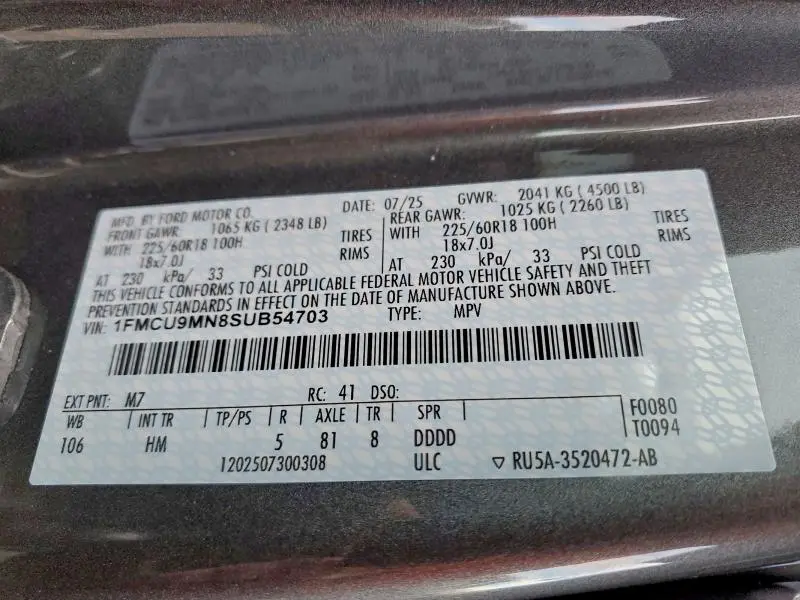 MFD. BY FORD MOTOR CO. DATE: 07/25 GVWR: 2041 KG ( 4500 LB)
FRONT GAWR: 1065 KG ( 2348 LB) REAR GAWR: 1025 KG ( 2260 LB)
WITH 225/60R18 100H TIRES WITH 225/60R18 100H TIRES
18x7.0J RIMS 18x7.0J RIMS
AT 230 kPa/ 33 PSI COLD AT 230 kPa/ 33 PSI COLD
THIS VEHICLE CONFORMS TO ALL APPLICABLE FEDERAL MOTOR VEHICLE SAFETY AND THEFT
PREVENTION STANDARDS IN EFFECT ON THE DATE OF MANUFACTURE SHOWN ABOVE.
VIN: 1FMCU9MN8SUB54703 TYPE: MPV
EXT PNT: M7 RC: 41 DSO:
WB INT TR TP/PS R AXLE TR SPR F0080
106 HM 5 81 8 DDDD T0094
1202507300308 ULC ▽ RU5A-3520472-AB